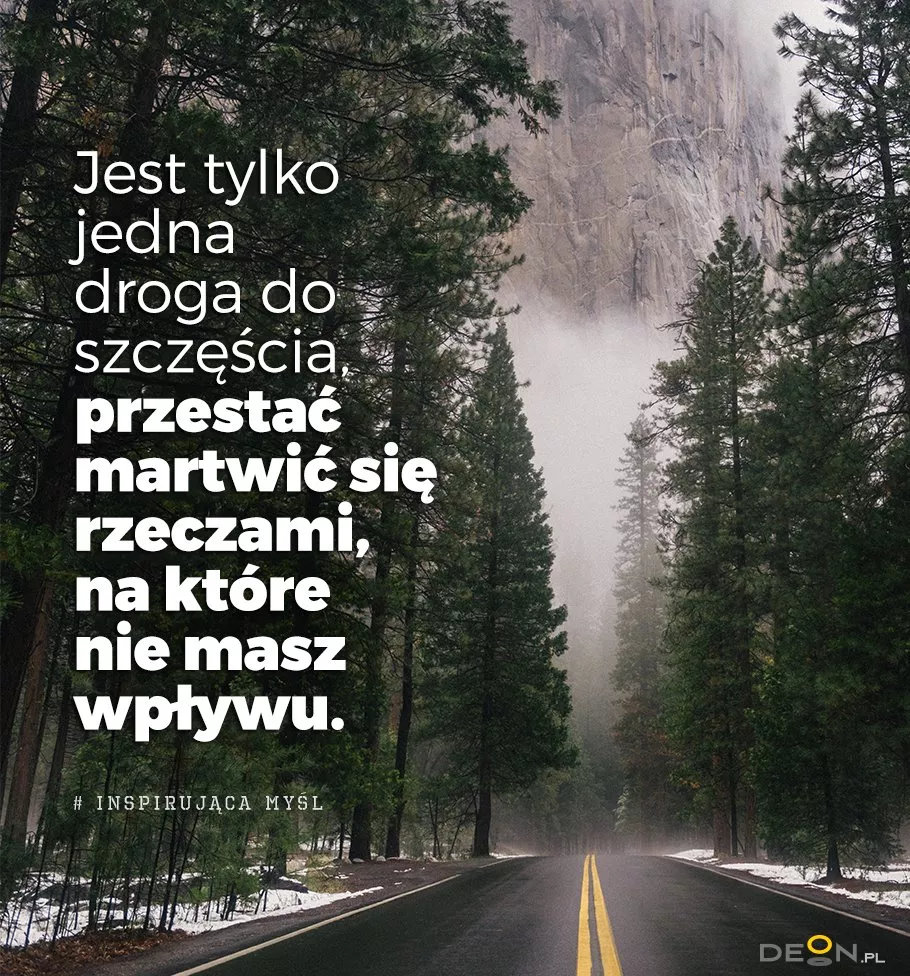 Jest tylko
jedna
droga do
szczęścia,
przestać
martwić się
rzeczami,
na które
nie masz
wpływu.
# INSPIRUJĄCA MYŚL
DEON.PL